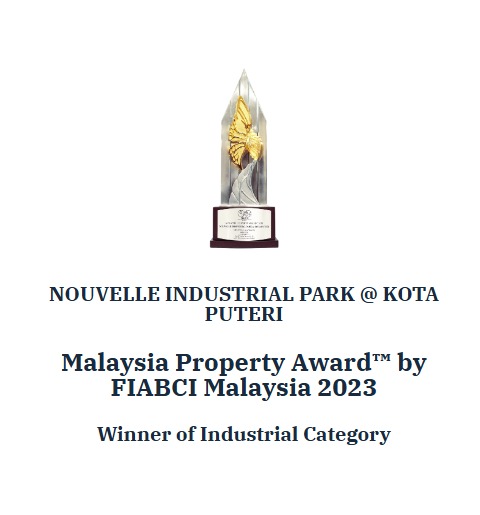 NOUVELLE INDUSTRIAL PARK @ KOTA
PUTERI
Malaysia Property Award™ by
FIABCI Malaysia 2023
Winner of Industrial Category